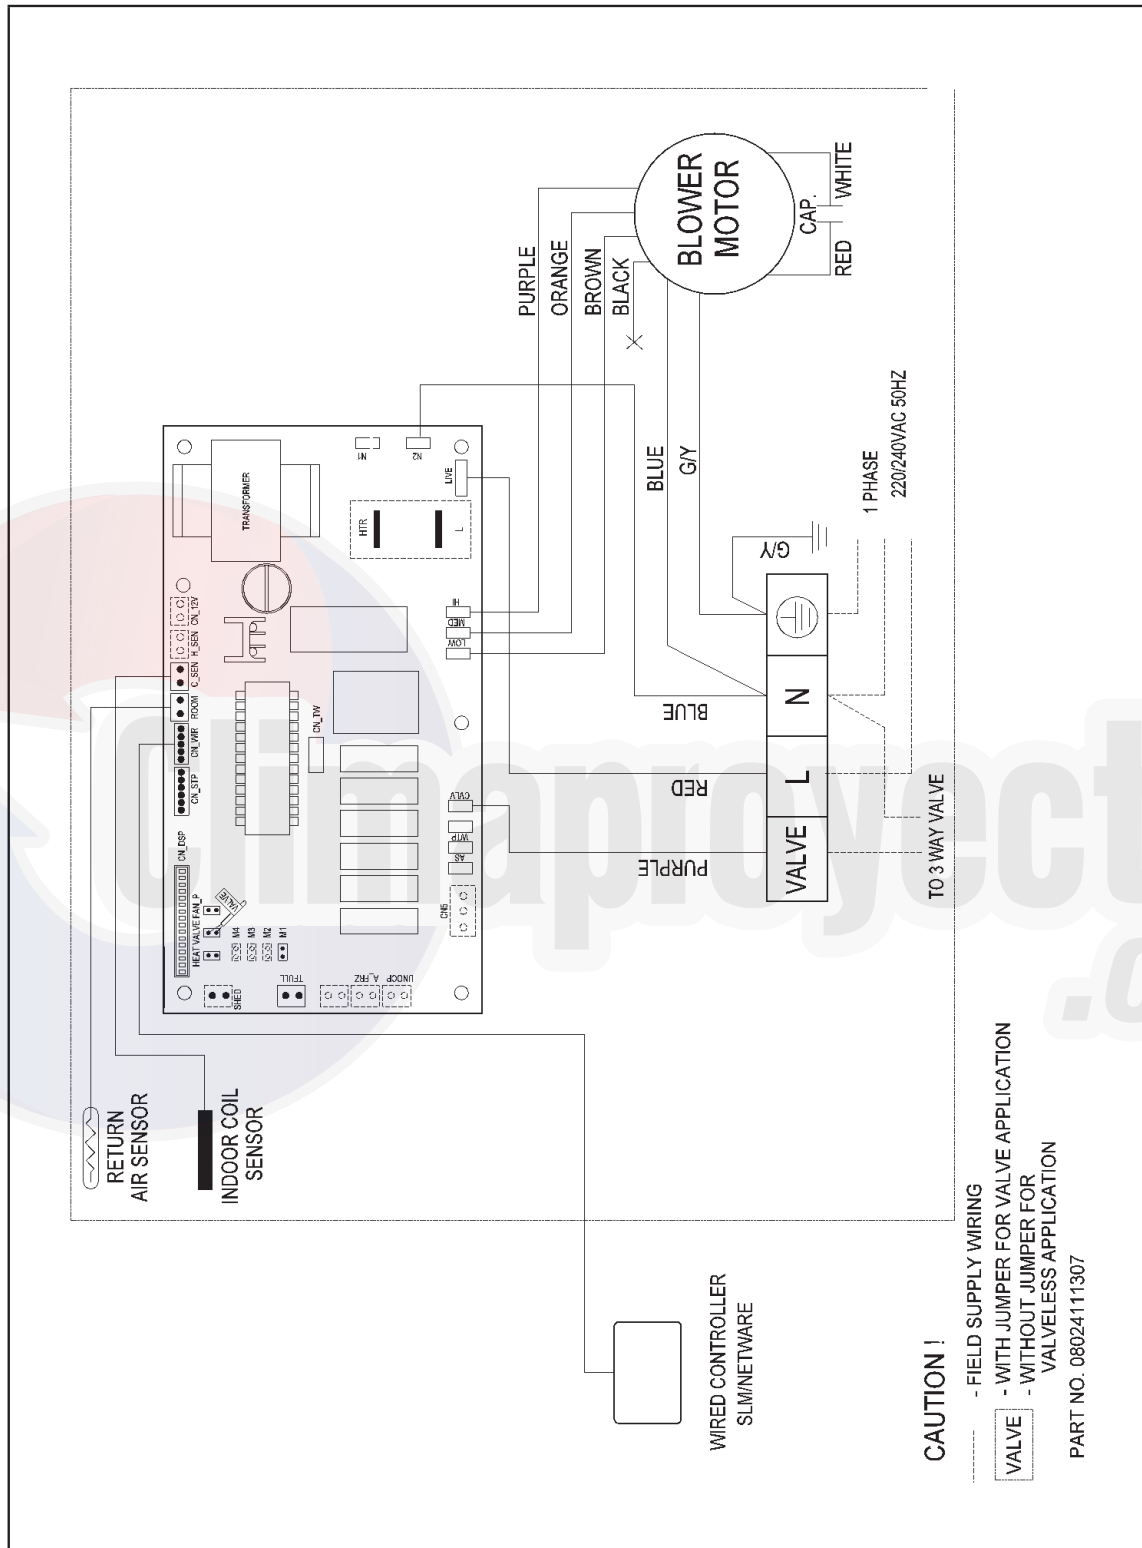 RETURN
AIR SENSOR
INDOOR COIL
SENSOR
WIRED CONTROLLER
SLM/NETWARE
CN_DSP
CN_STP
CN_WIR
ROOM
C_SEN
H_SEN
CN_12V
TRANSFORMER
HEAT
VALVE
FAN_P
VALVE
M4
M3
M2
M1
SHED
TFULL
A_FRZ
UNOCP
CN_TW
CN5
AS
WTP
CVLV
LOW
MED
HI
HTR
L
LIVE
N1
N2
PURPLE
ORANGE
BROWN
BLACK
BLOWER
MOTOR
CAP.
WHITE
RED
BLUE
G/Y
PURPLE
RED
BLUE
G/Y
VALVE
L
N
1 PHASE
220/240VAC 50HZ
TO 3 WAY VALVE
CAUTION !
- FIELD SUPPLY WIRING
VALVE
- WITH JUMPER FOR VALVE APPLICATION
- WITHOUT JUMPER FOR
VALVELESS APPLICATION
PART NO. 08024111307
Climaproyect